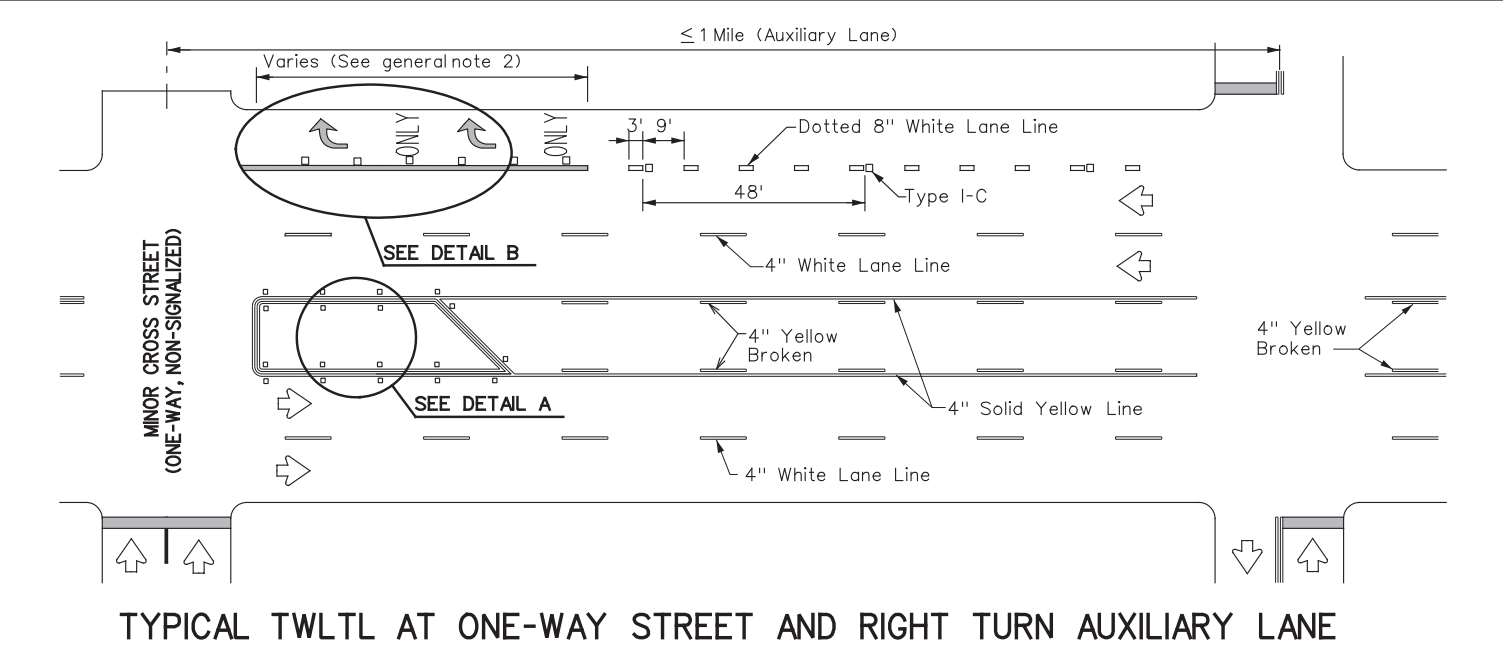 ≤ 1 Mile (Auxiliary Lane)
Varies (See general note 2)
ONLY
ONLY
3' 9'
Dotted 8" White Lane Line
48'
Type I-C
SEE DETAIL B
4" White Lane Line
MINOR CROSS STREET
(ONE-WAY, NON-SIGNALIZED)
4" Yellow
Broken
4" Yellow
Broken
SEE DETAIL A
4" Solid Yellow Line
4" White Lane Line
TYPICAL TWLTL AT ONE-WAY STREET AND RIGHT TURN AUXILIARY LANE